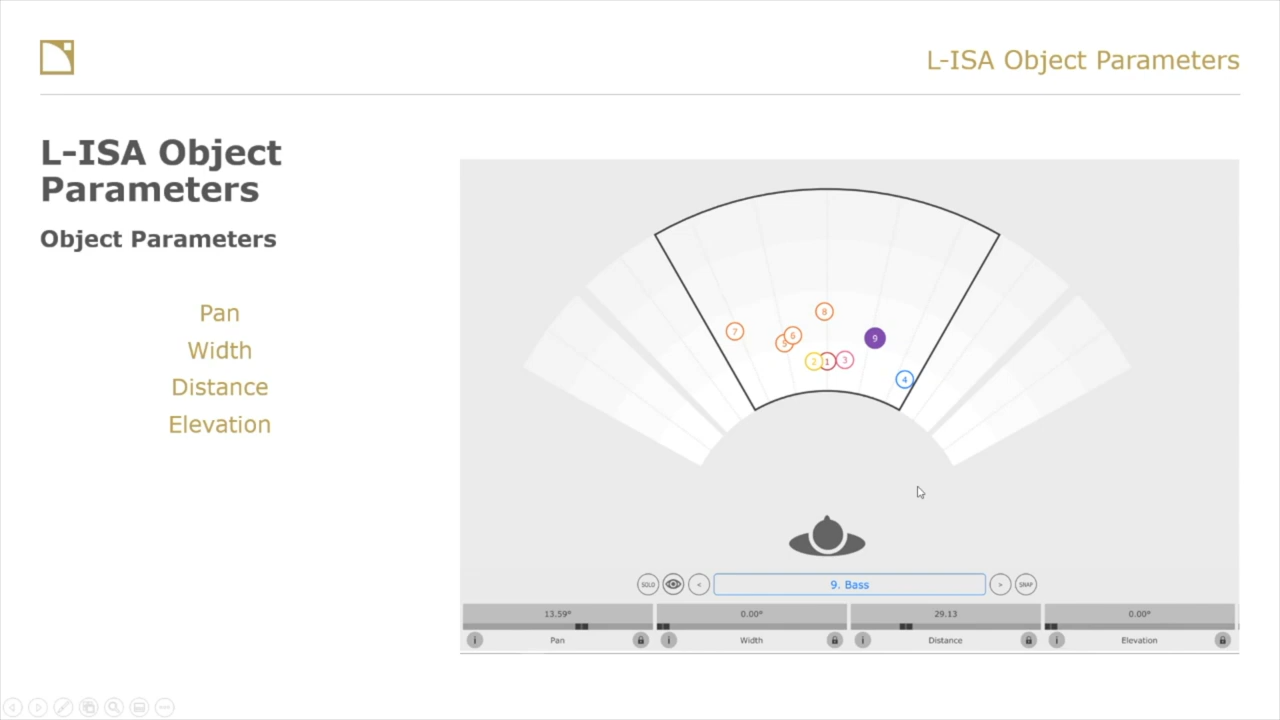 L-ISA Object Parameters
L-ISA Object
Parameters
Object Parameters
Pan
Width
Distance
Elevation
8
7
6
5
9
2
1
3
4
SOLO
<
9. Bass
>
SNAP
13.59°
0.00°
29.13
0.00°
i
Pan
i
Width
i
Distance
i
Elevation